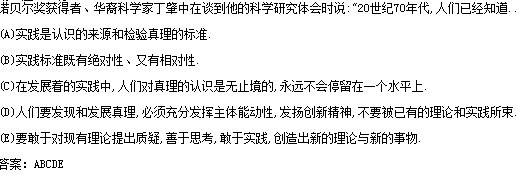 诺贝尔奖获得者、华裔科学家丁肇中在谈到他的科学研究体会时说:"20世纪70年代,人们已经知道. .
(A)实践是认识的来源和检验真理的标准.
(B)实践标准既有绝对性、又有相对性.
(C)在发展着的实践中,人们对真理的认识是无止境的,永远不会停留在一个水平上.
(D)人们要发现和发展真理,必须充分发挥主体能动性,发扬创新精神,不要被已有的理论和实践所束.
(E)要敢于对现有理论提出质疑,善于思考,敢于实践,创造出新的理论与新的事物.
答案: ABCDE